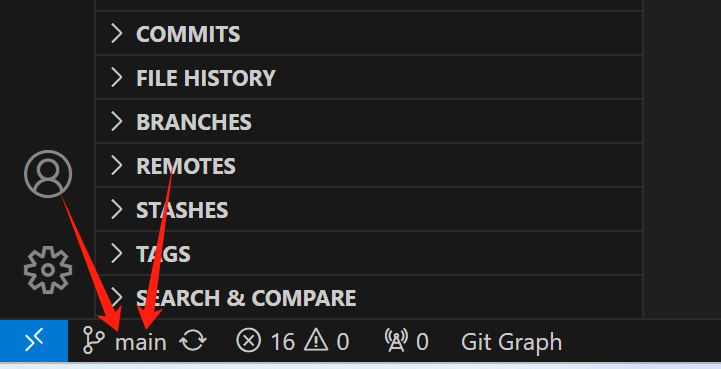 COMMITS
FILE HISTORY
BRANCHES
REMOTES
STASHES
TAGS
SEARCH & COMPARE
main 16 0 0 Git Graph